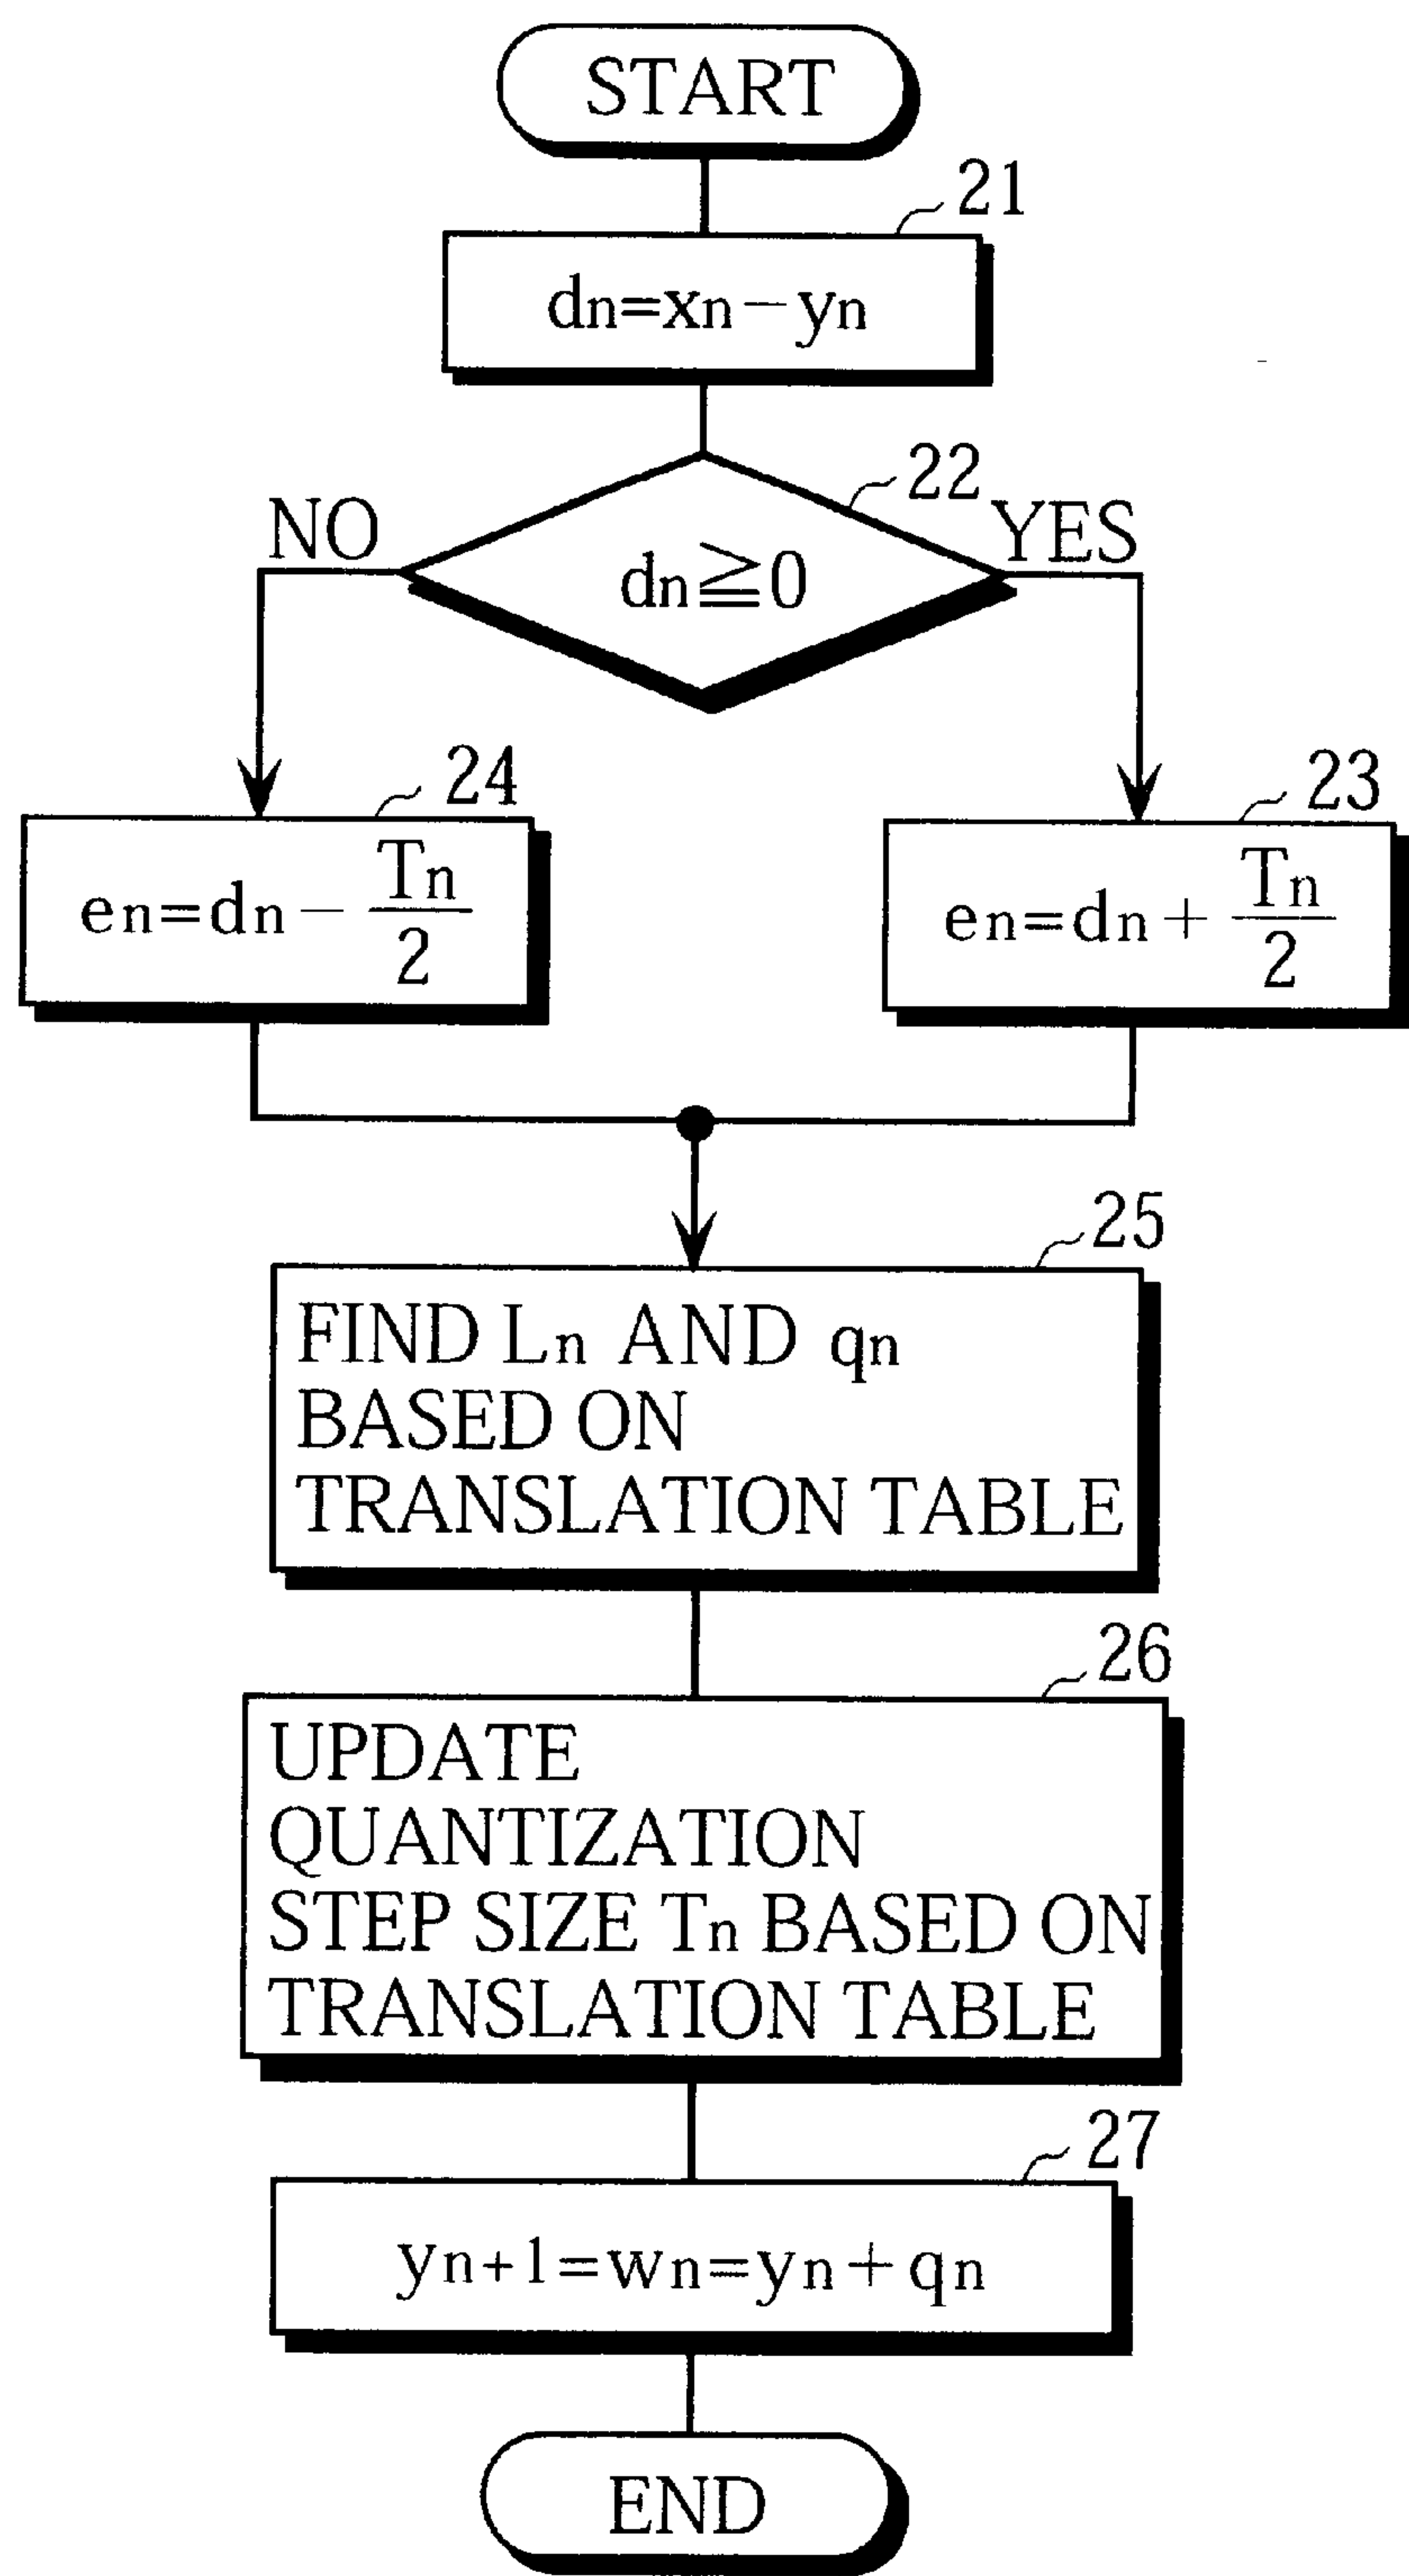 START
21
dn=xn−yn
22
NO
YES
dn≧0
24
en=dn−Tn/2
23
en=dn+Tn/2
25
FIND Ln AND qn
BASED ON
TRANSLATION TABLE
26
UPDATE
QUANTIZATION
STEP SIZE Tn BASED ON
TRANSLATION TABLE
27
yn+1=wn=yn+qn
END